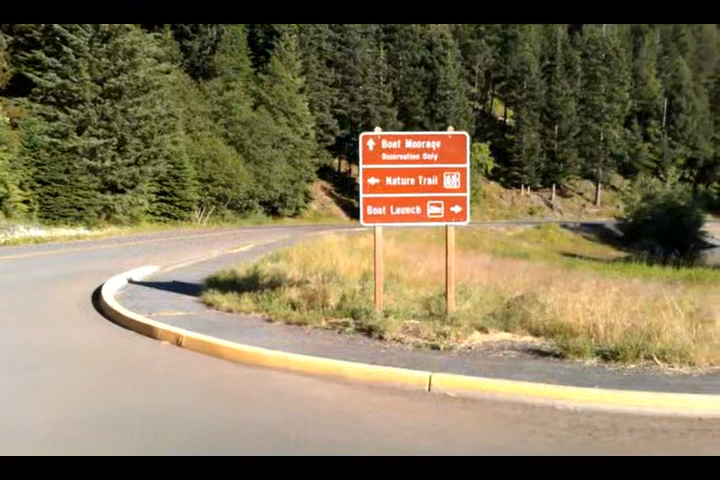 Boat Moorage
Reservation Only
Nature Trail
Boat Launch